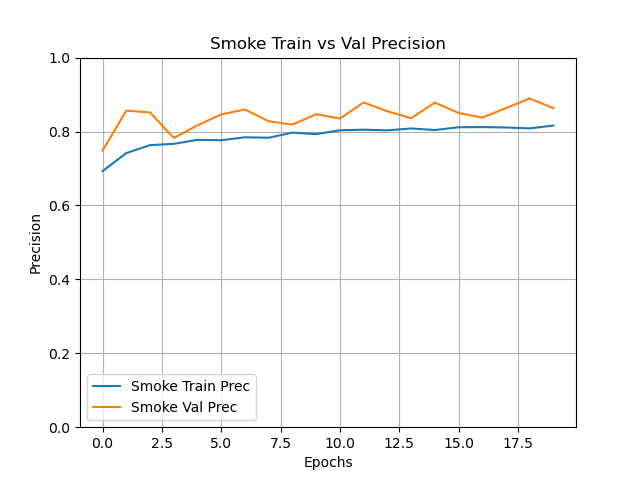 Smoke Train vs Val Precision
1.0
0.8
0.6
0.4
0.2
0.0
Precision
Smoke Train Prec
Smoke Val Prec
0.0 2.5 5.0 7.5 10.0 12.5 15.0 17.5
Epochs